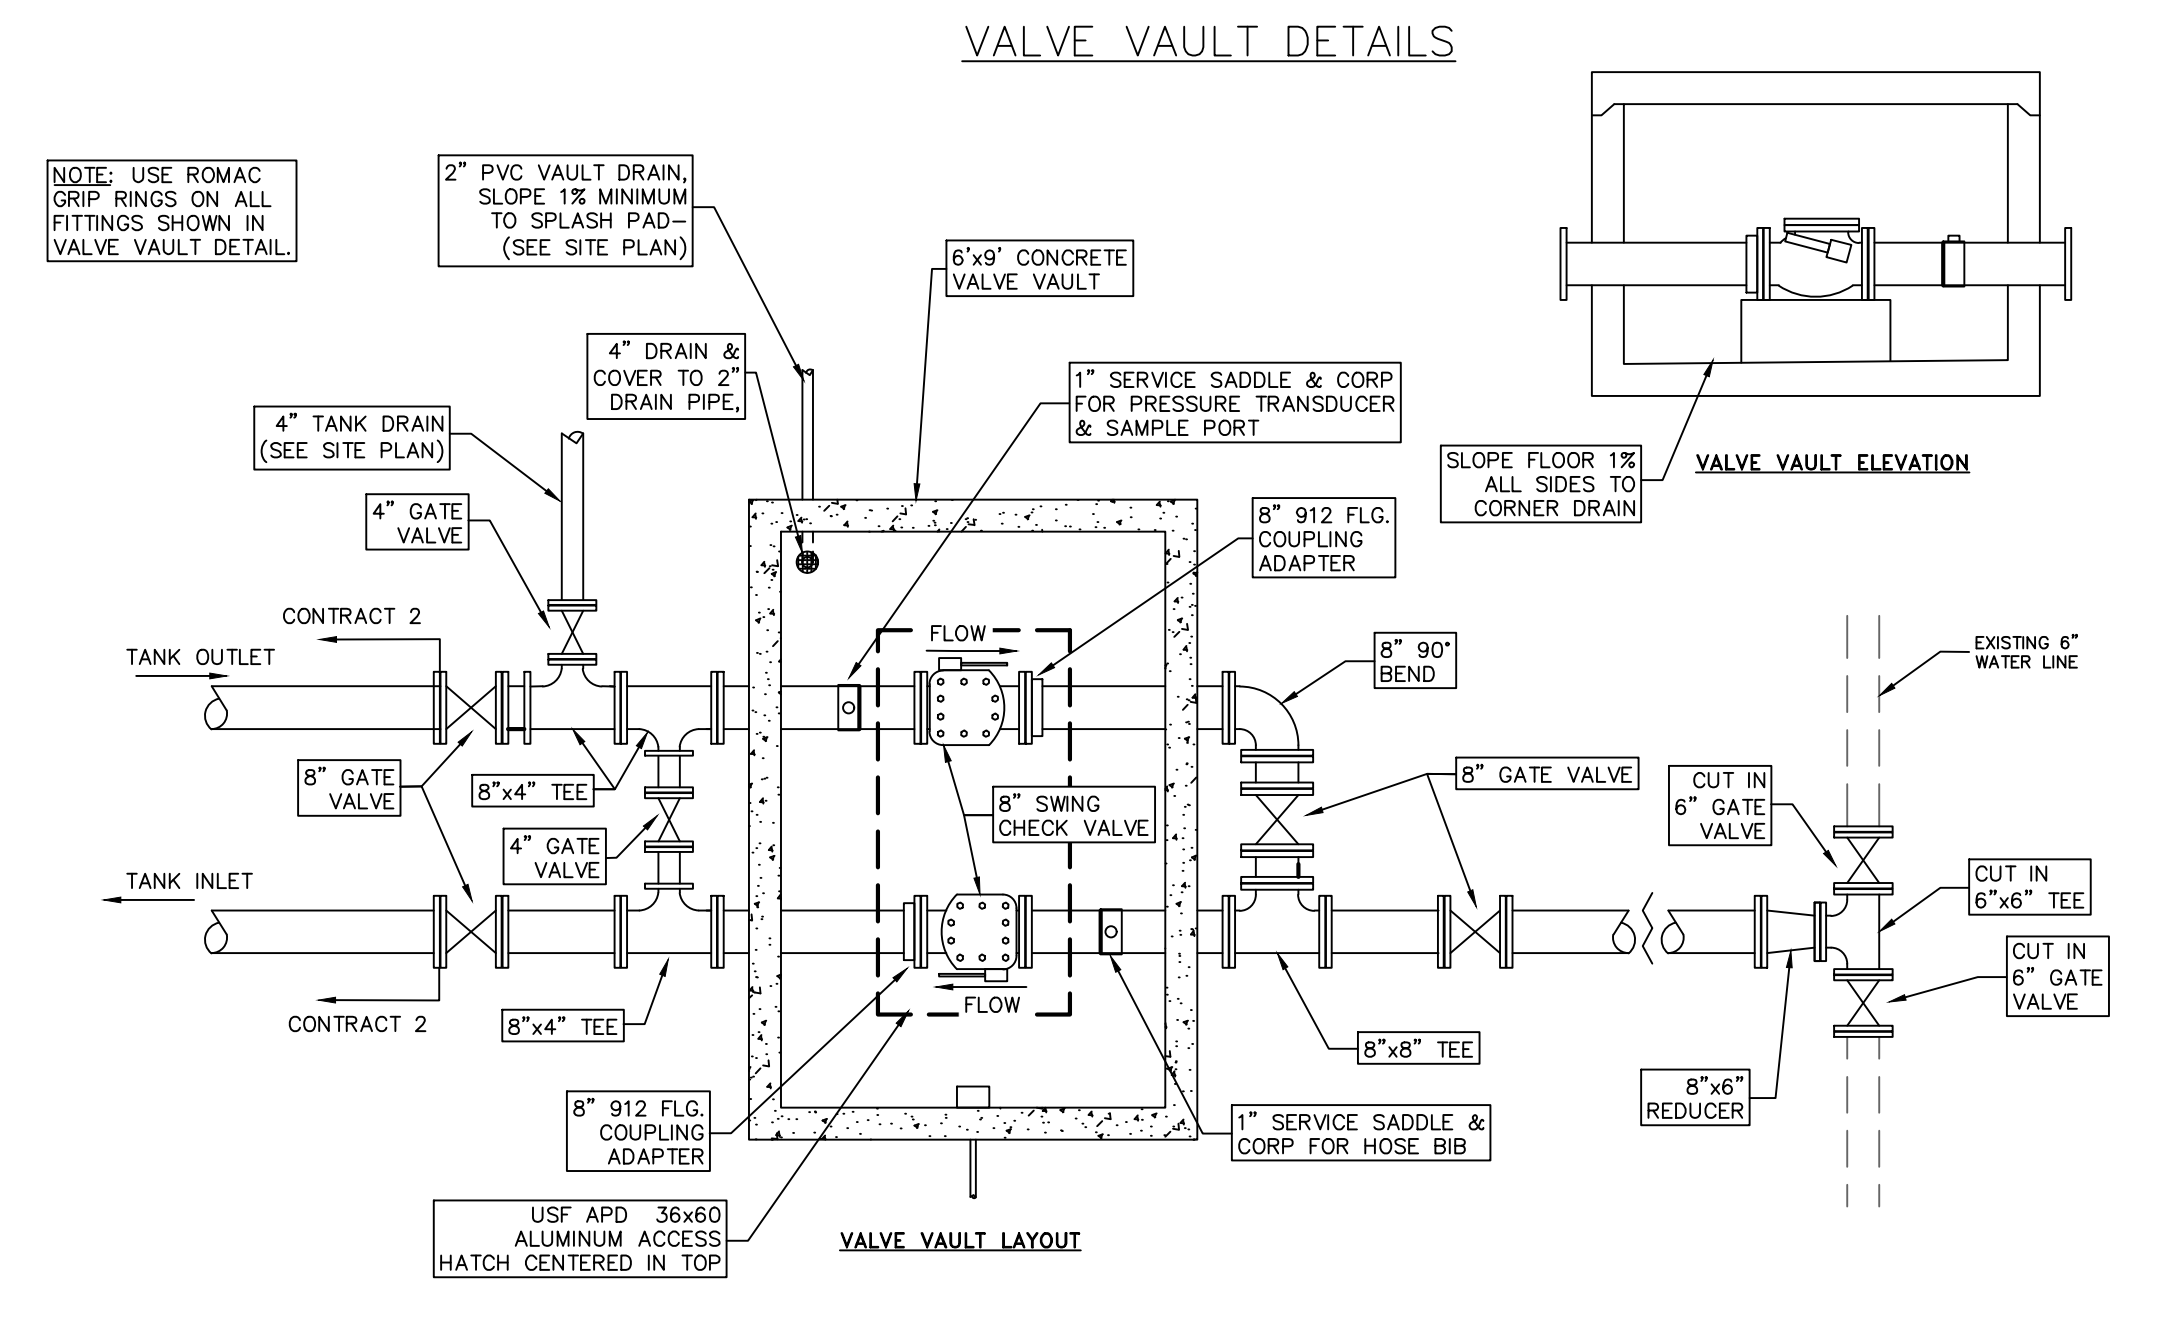 VALVE VAULT DETAILS
NOTE: USE ROMAC
GRIP RINGS ON ALL
FITTINGS SHOWN IN
VALVE VAULT DETAIL.
2" PVC VAULT DRAIN,
SLOPE 1% MINIMUM
TO SPLASH PAD-
(SEE SITE PLAN)
6'x9' CONCRETE
VALVE VAULT
4" DRAIN &
COVER TO 2"
DRAIN PIPE,
1" SERVICE SADDLE & CORP
FOR PRESSURE TRANSDUCER
& SAMPLE PORT
4" TANK DRAIN
(SEE SITE PLAN)
SLOPE FLOOR 1%
ALL SIDES TO
CORNER DRAIN
VALVE VAULT ELEVATION
4" GATE
VALVE
8" 912 FLG.
COUPLING
ADAPTER
CONTRACT 2
TANK OUTLET
FLOW
8" 90°
BEND
EXISTING 6"
WATER LINE
8" GATE
VALVE
8"x4" TEE
8" SWING
CHECK VALVE
8" GATE VALVE
CUT IN
6" GATE
VALVE
4" GATE
VALVE
TANK INLET
CUT IN
6"x6" TEE
CUT IN
6" GATE
VALVE
FLOW
CONTRACT 2
8"x4" TEE
8"x8" TEE
8"x6"
REDUCER
8" 912 FLG.
COUPLING
ADAPTER
1" SERVICE SADDLE &
CORP FOR HOSE BIB
USF APD 36x60
ALUMINUM ACCESS
HATCH CENTERED IN TOP
VALVE VAULT LAYOUT